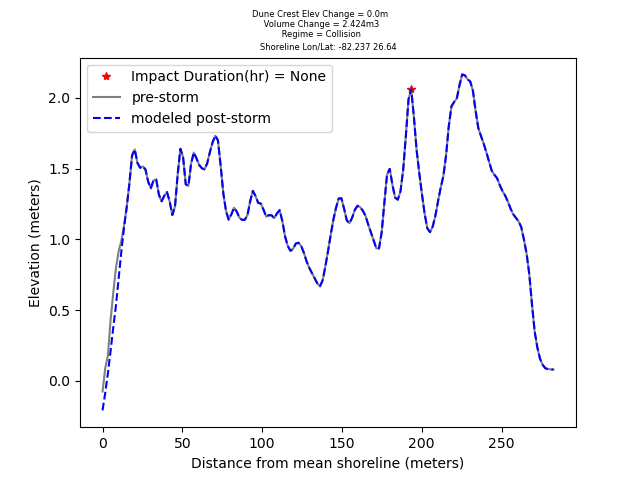 Dune Crest Elev Change = 0.0m
Volume Change = 2.424m3
Regime = Collision
Shoreline Lon/Lat: -82.237 26.64
Impact Duration(hr) = None
pre-storm
modeled post-storm
2.0
1.5
1.0
0.5
0.0
Elevation (meters)
0
50
100
150
200
250
Distance from mean shoreline (meters)